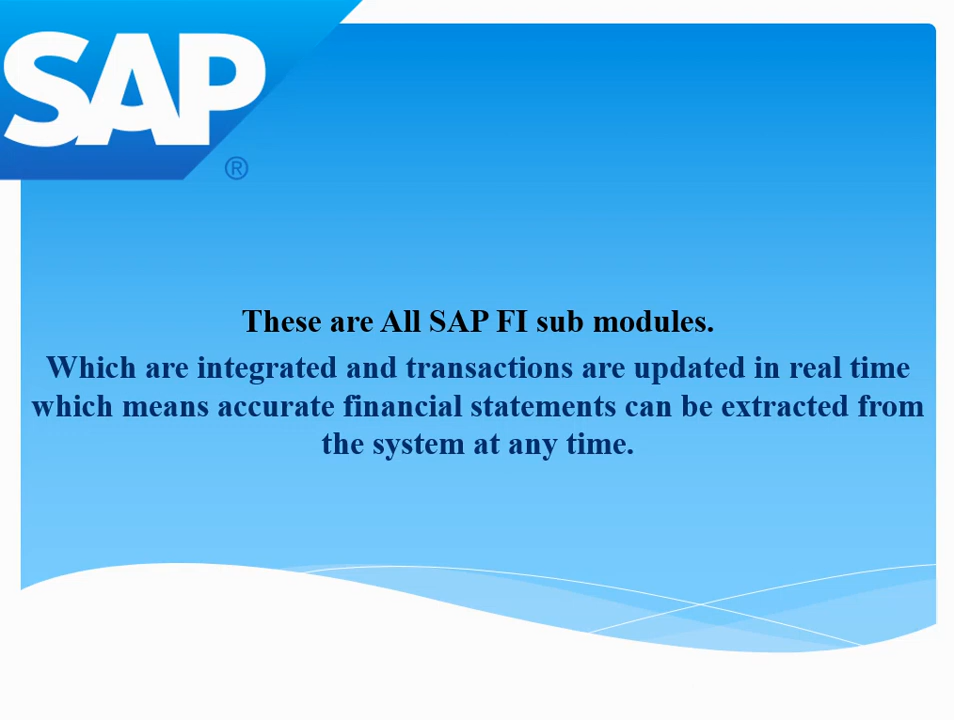 SAP
®
These are All SAP FI sub modules.
Which are integrated and transactions are updated in real time
which means accurate financial statements can be extracted from
the system at any time.